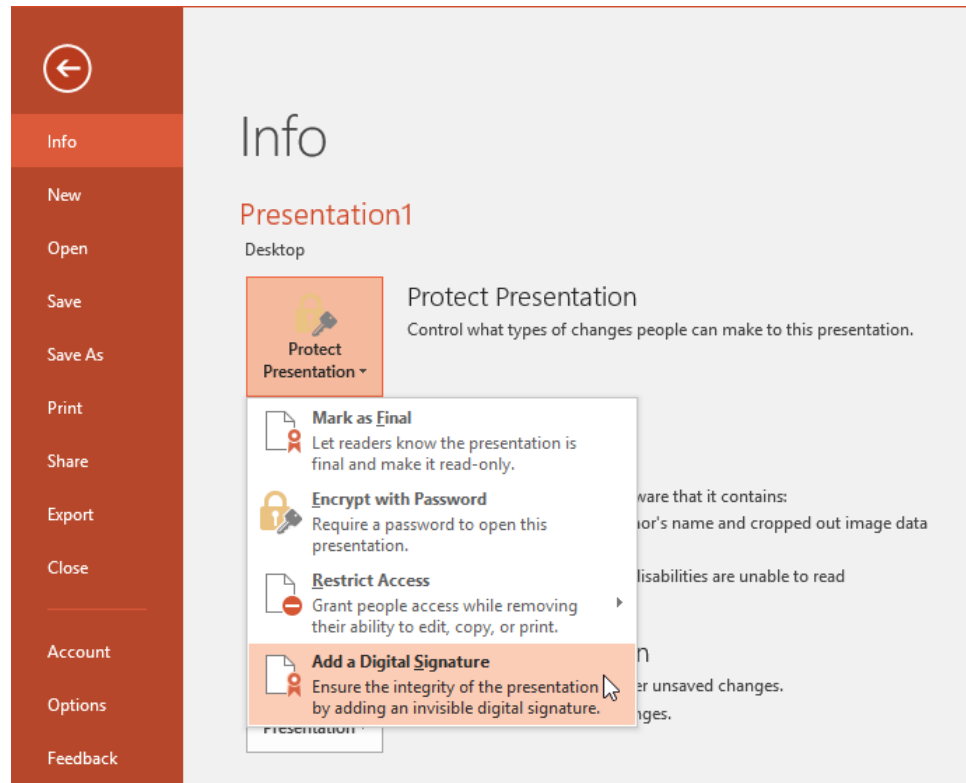 Info
New
Open
Save
Save As
Print
Share
Export
Close
Account
Options
Feedback
Info
Presentation1
Desktop
Protect
Presentation
Protect Presentation
Control what types of changes people can make to this presentation.
Mark as Final
Let readers know the presentation is
final and make it read-only.
Encrypt with Password
Require a password to open this
presentation.
Restrict Access
Grant people access while removing
their ability to edit, copy, or print.
Add a Digital Signature
Ensure the integrity of the presentation
by adding an invisible digital signature.
that it contains:
name and cropped out image data
are unable to read
unsaved changes.
Presentation